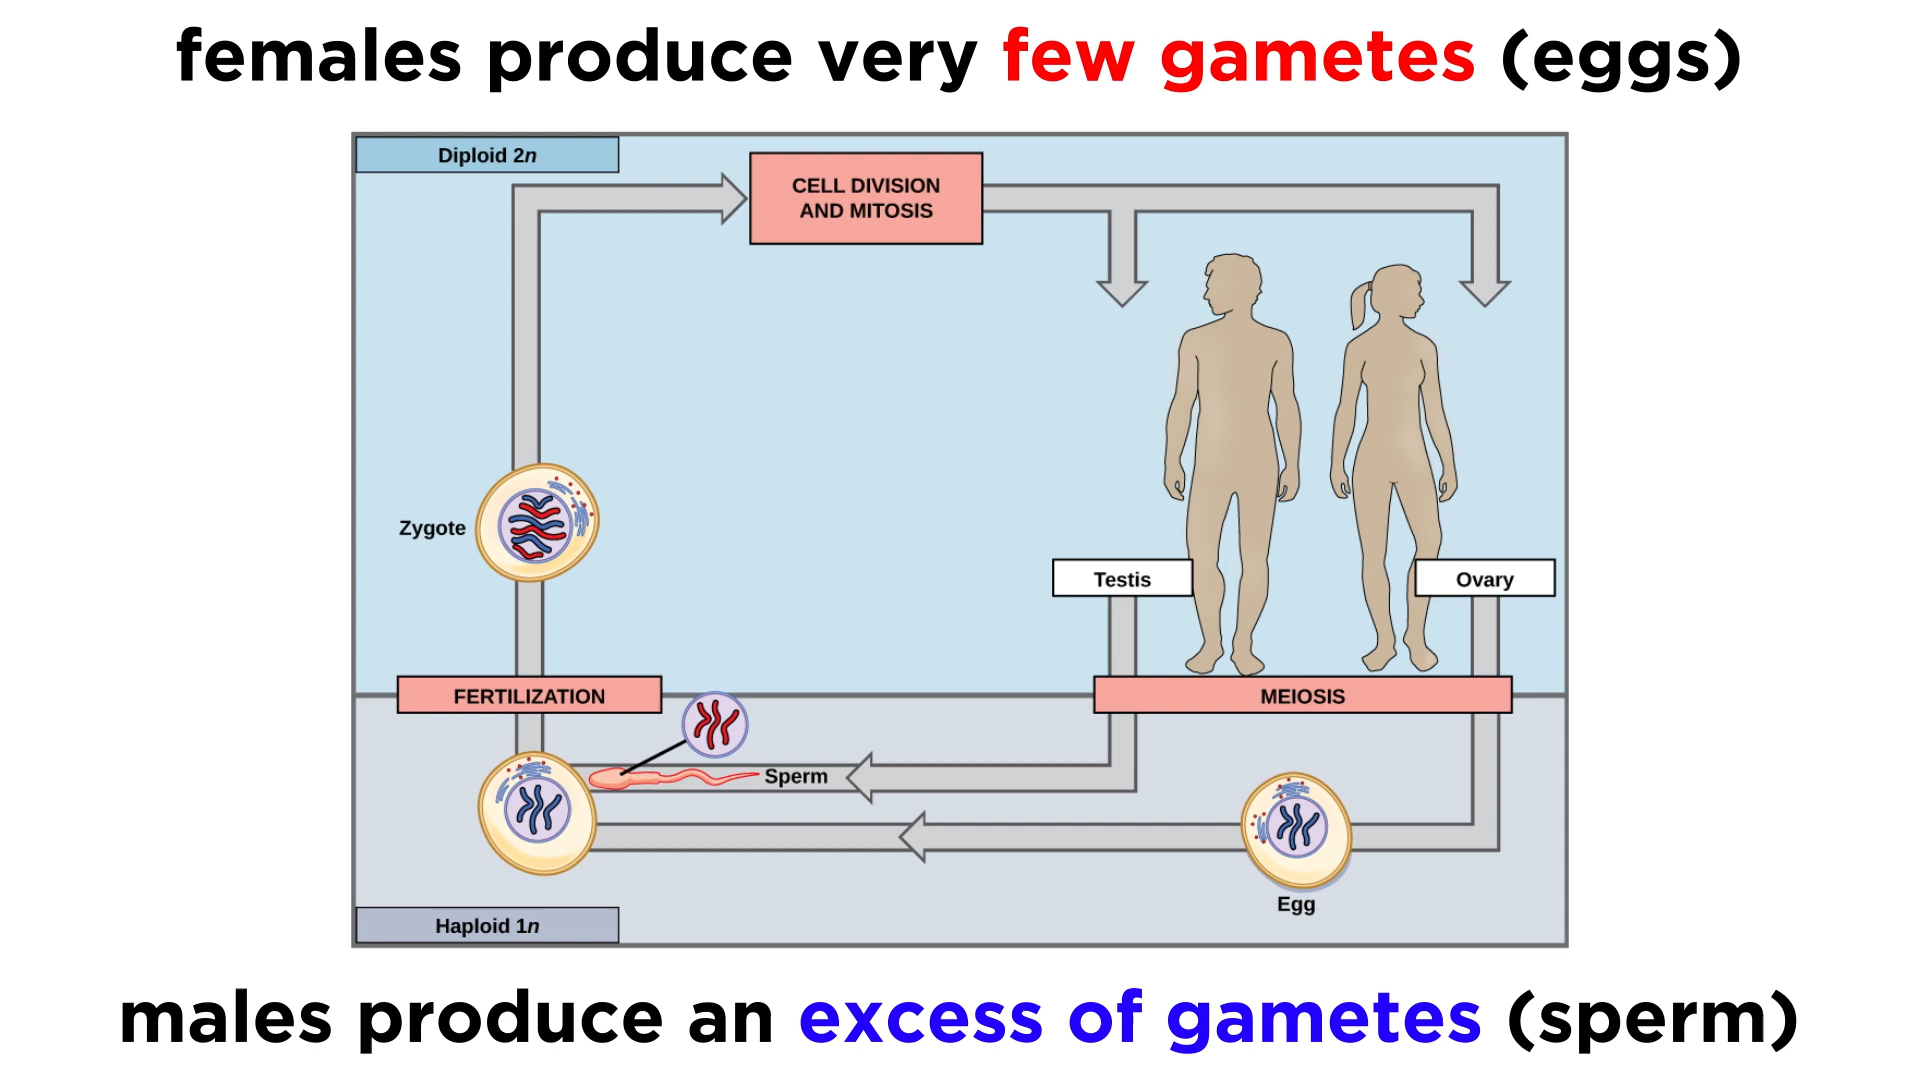 females produce very few gametes (eggs)
Diploid 2n
CELL DIVISION
AND MITOSIS
Zygote
Testis
Ovary
FERTILIZATION
MEIOSIS
Sperm
Egg
Haploid 1n
males produce an excess of gametes (sperm)